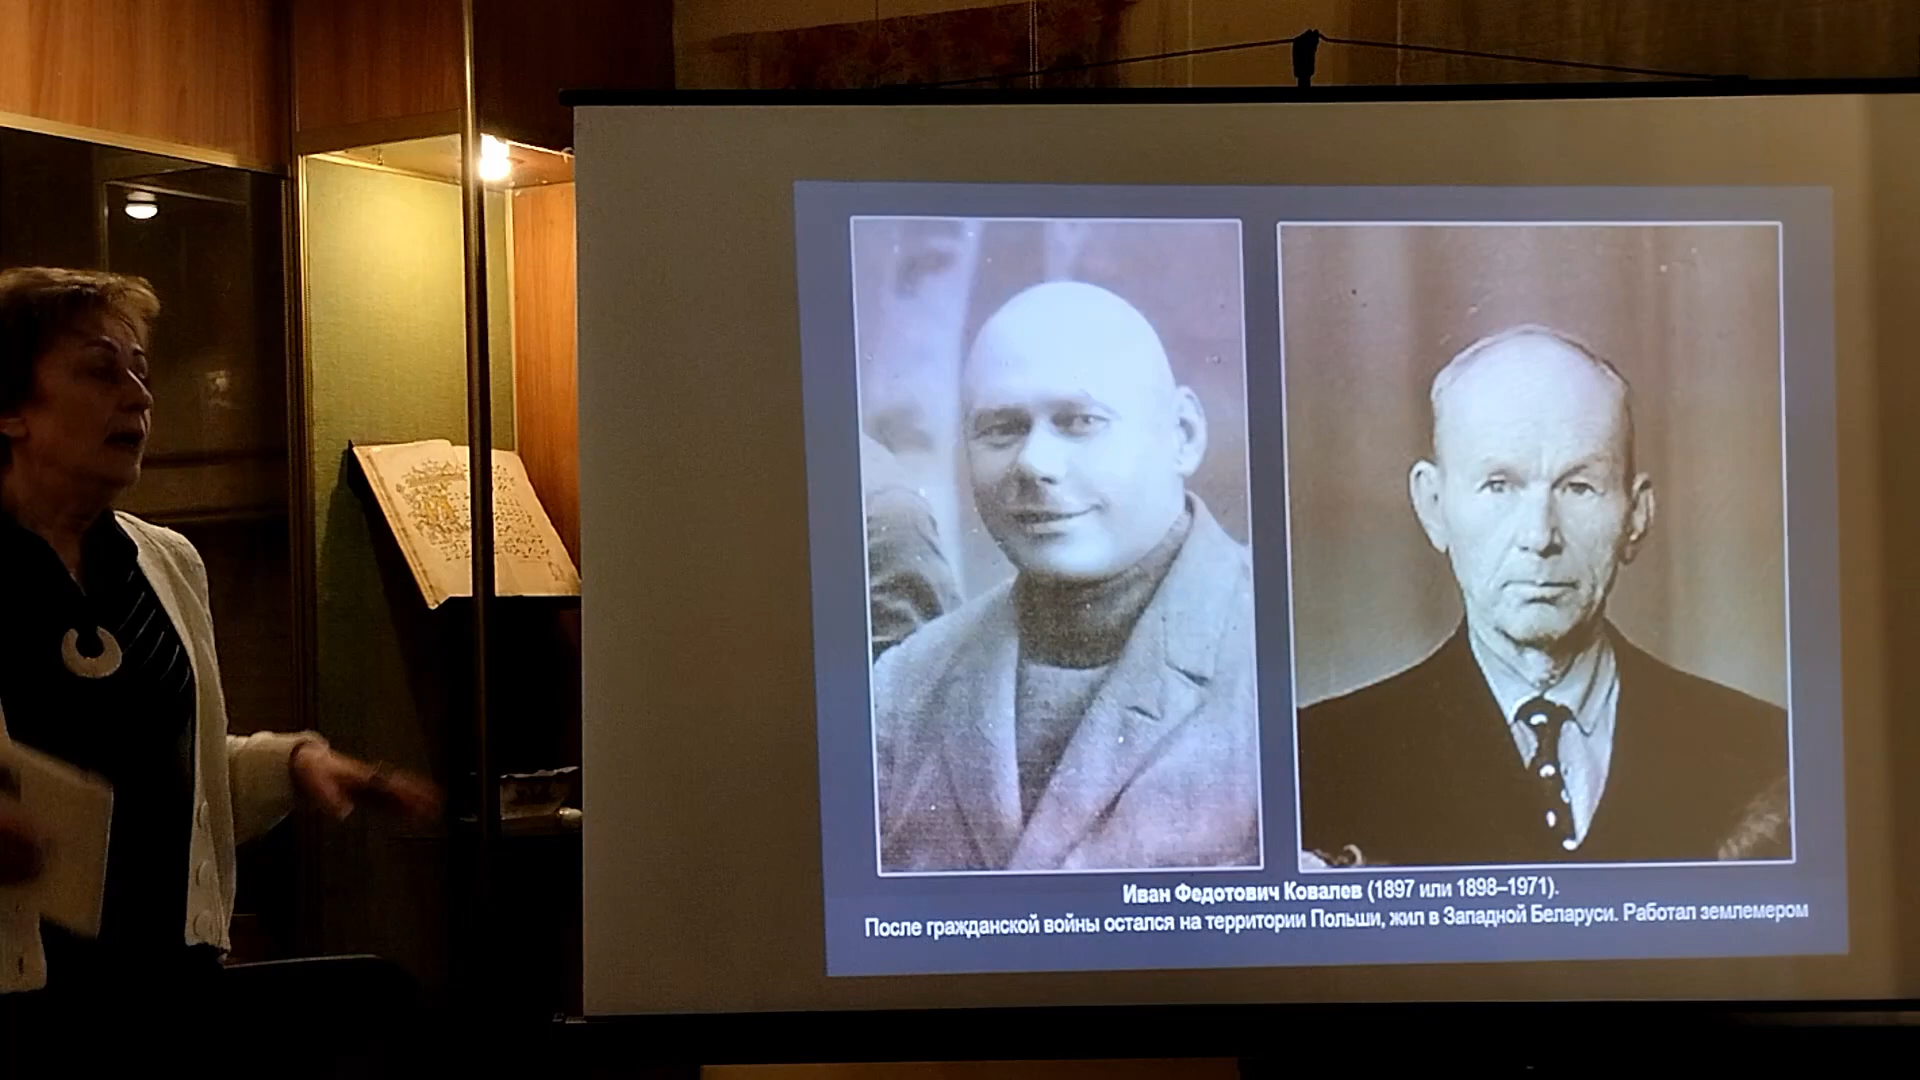 Иван Федотович Ковалев (1897 или 1898–1971).
После гражданской войны остался на территории Польши, жил в Западной Беларуси. Работал землемером